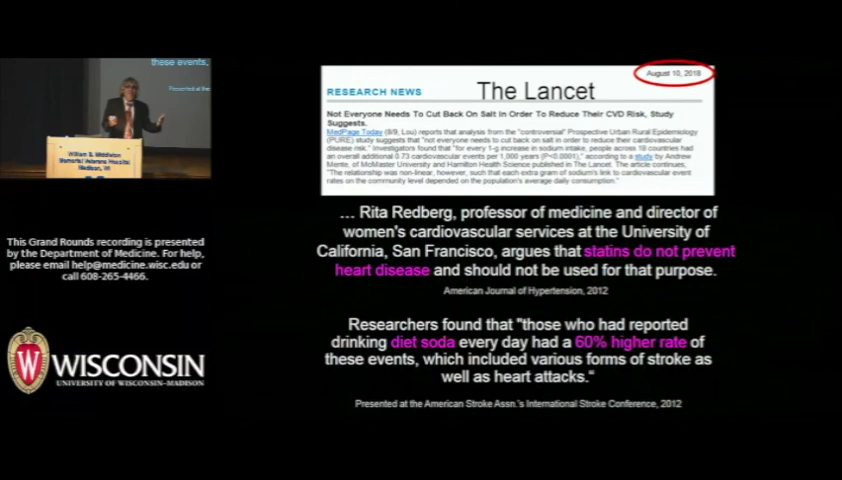 these events,
Presented at the
William S. Middleton
Memorial Veterans Hospital
Madison, WI
This Grand Rounds recording is presented
by the Department of Medicine. For help,
please email help@medicine.wisc.edu or
call 608-265-4466.
W WISCONSIN
UNIVERSITY OF WISCONSIN–MADISON
August 10, 2018
RESEARCH NEWS
The Lancet
Not Everyone Needs To Cut Back On Salt In Order To Reduce Their CVD Risk, Study
Suggests.
MedPage Today (8/9, Lou) reports that analysis from the "controversial" Prospective Urban Rural Epidemiology
(PURE) study suggests that "not everyone needs to cut back on salt in order to reduce their cardiovascular
disease risk." Investigators found that "for every 1-g increase in sodium intake, people across 18 countries had
an overall additional 0.73 cardiovascular events per 1,000 years (P<0.0001)," according to a study by Andrew
Mente, of McMaster University and Hamilton Health Science published in The Lancet. The article continues,
"The relationship was non-linear, however, such that each extra gram of sodium's link to cardiovascular event
rates on the community level depended on the population's average daily consumption."
... Rita Redberg, professor of medicine and director of
women's cardiovascular services at the University of
California, San Francisco, argues that statins do not prevent
heart disease and should not be used for that purpose.
American Journal of Hypertension, 2012
Researchers found that "those who had reported
drinking diet soda every day had a 60% higher rate of
these events, which included various forms of stroke as
well as heart attacks."
Presented at the American Stroke Assn.'s International Stroke Conference, 2012